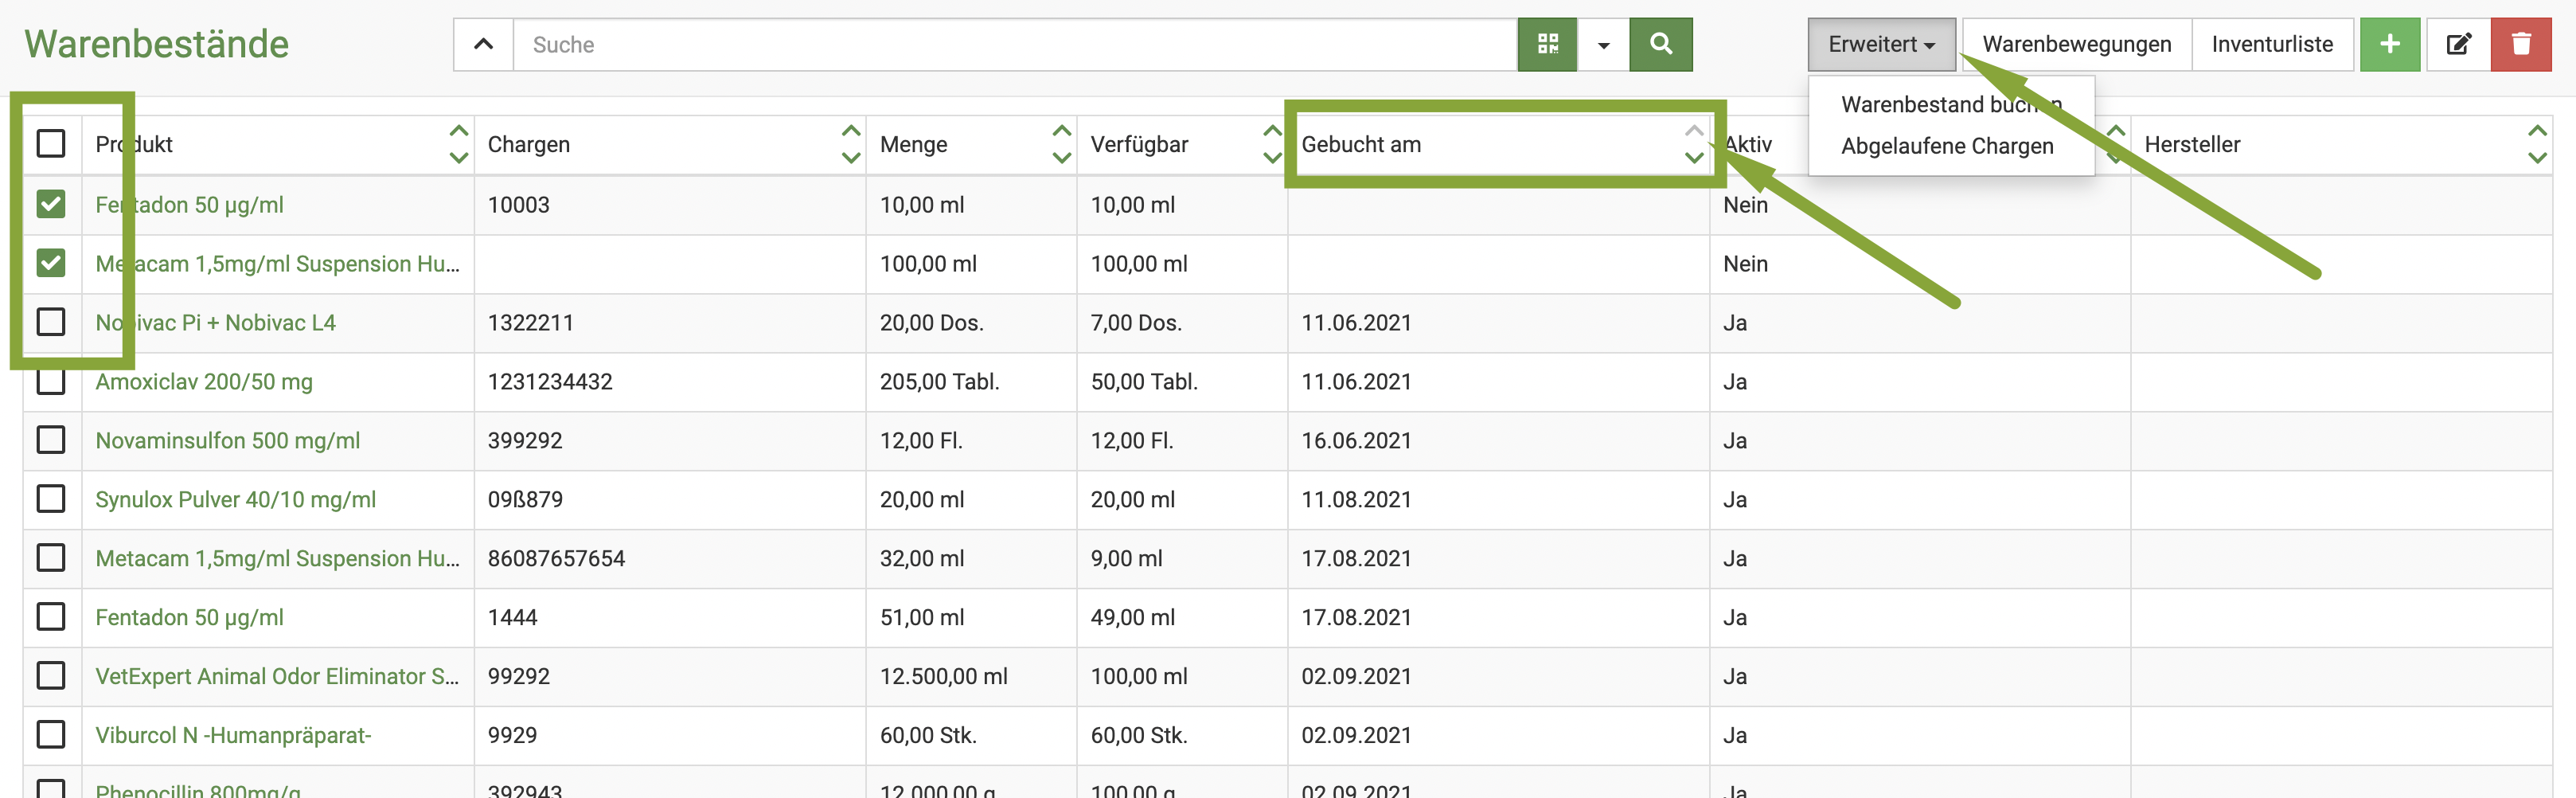 Warenbestände Suche Erweitert Warenbewegungen Inventurliste
Warenbestand buchen
Abgelaufene Chargen
Produkt Chargen Menge Verfügbar Gebucht am Aktiv Hersteller
Fentadon 50 µg/ml 10003 10,00 ml 10,00 ml Nein
Metacam 1,5mg/ml Suspension Hu... 100,00 ml 100,00 ml Nein
Nobivac Pi + Nobivac L4 1322211 20,00 Dos. 7,00 Dos. 11.06.2021 Ja
Amoxiclav 200/50 mg 1231234432 205,00 Tabl. 50,00 Tabl. 11.06.2021 Ja
Novaminsulfon 500 mg/ml 399292 12,00 Fl. 12,00 Fl. 16.06.2021 Ja
Synulox Pulver 40/10 mg/ml 09ß879 20,00 ml 20,00 ml 11.08.2021 Ja
Metacam 1,5mg/ml Suspension Hu... 86087657654 32,00 ml 9,00 ml 17.08.2021 Ja
Fentadon 50 µg/ml 1444 51,00 ml 49,00 ml 17.08.2021 Ja
VetExpert Animal Odor Eliminator S... 99292 12.500,00 ml 100,00 ml 02.09.2021 Ja
Viburcol N -Humanpräparat- 9929 60,00 Stk. 60,00 Stk. 02.09.2021 Ja
Phenocillin 800mg/g 392943 12.000,00 g 100,00 g 02.09.2021 Ja